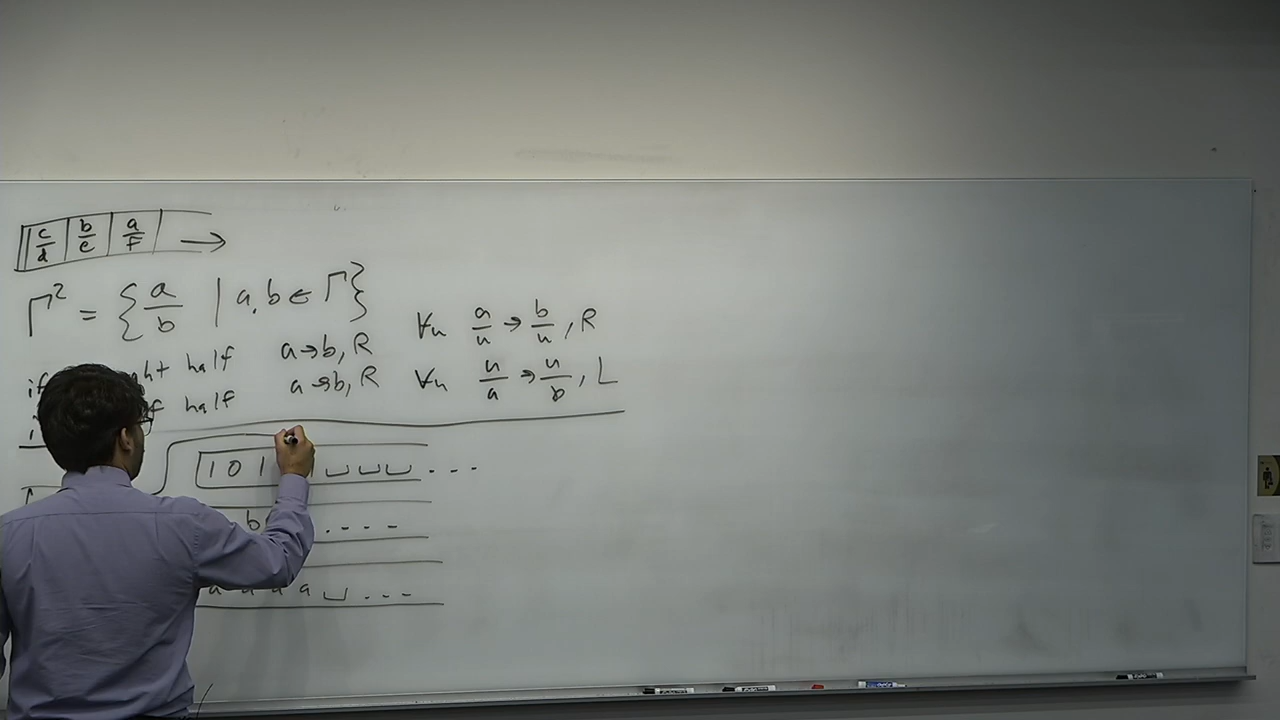 c/d b/e a/F →
Γ² = { a/b | a,b ∈ Γ }
half a→b, R ∀u a/u → b/u, R
half a→b, R ∀u u/a → u/b, L
1 0 1 ⊔ ⊔ ⊔ . . .
b . - - -
a a a a ⊔ . . .